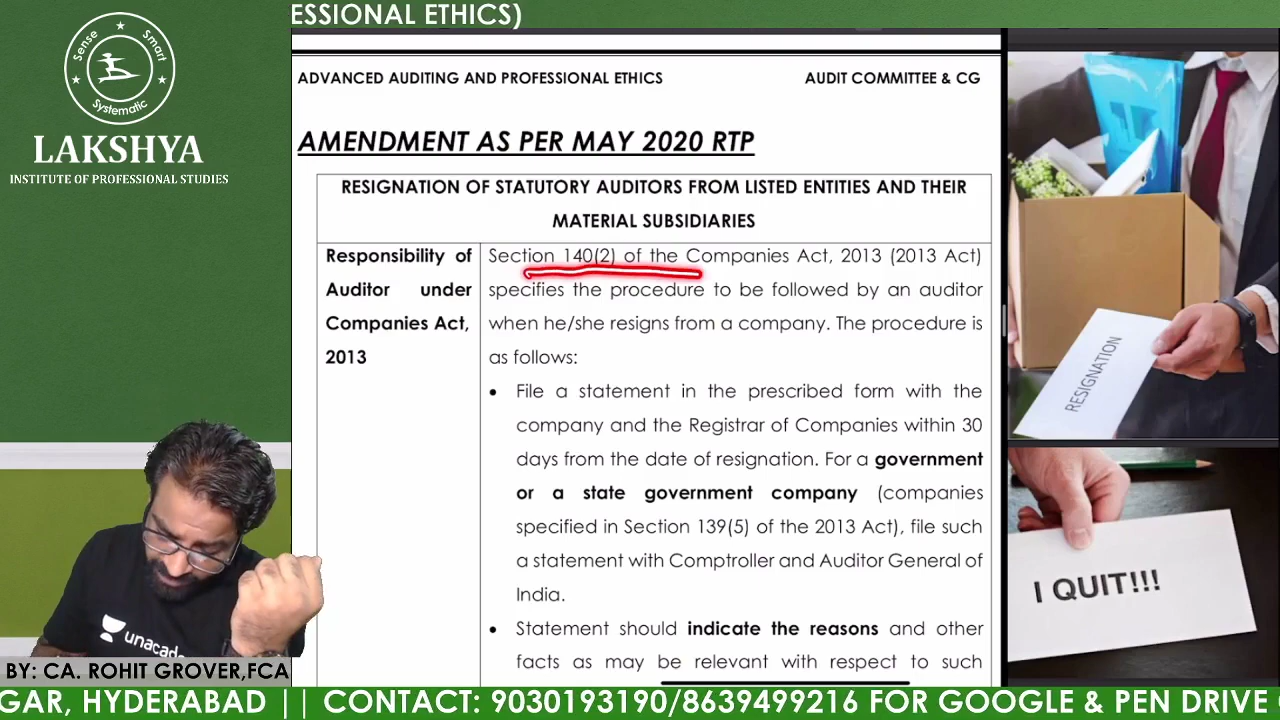 ESSIONAL ETHICS)
Sense
Smart
Systematic
LAKSHYA
INSTITUTE OF PROFESSIONAL STUDIES
ADVANCED AUDITING AND PROFESSIONAL ETHICS
AUDIT COMMITTEE & CG
AMENDMENT AS PER MAY 2020 RTP
RESIGNATION OF STATUTORY AUDITORS FROM LISTED ENTITIES AND THEIR
MATERIAL SUBSIDIARIES
Responsibility of
Auditor under
Companies Act,
2013
Section 140(2) of the Companies Act, 2013 (2013 Act)
specifies the procedure to be followed by an auditor
when he/she resigns from a company. The procedure is
as follows:
• File a statement in the prescribed form with the
company and the Registrar of Companies within 30
days from the date of resignation. For a government
or a state government company (companies
specified in Section 139(5) of the 2013 Act), file such
a statement with Comptroller and Auditor General of
India.
• Statement should indicate the reasons and other
facts as may be relevant with respect to such
RESIGNATION
I QUIT!!!
unacade
BY: CA. ROHIT GROVER,FCA
GAR, HYDERABAD || CONTACT: 9030193190/8639499216 FOR GOOGLE & PEN DRIVE